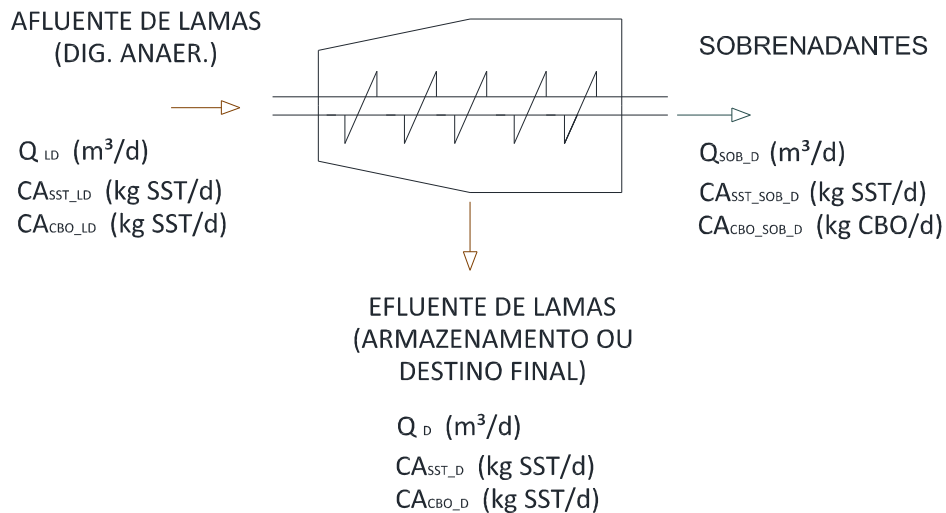 AFLUENTE DE LAMAS
(DIG. ANAER.)
Q LD (m³/d)
CASST_LD (kg SST/d)
CACBO_LD (kg SST/d)
SOBRENADANTES
QSOB_D (m³/d)
CASST_SOB_D (kg SST/d)
CACBO_SOB_D (kg CBO/d)
EFLUENTE DE LAMAS
(ARMAZENAMENTO OU
DESTINO FINAL)
Q D (m³/d)
CASST_D (kg SST/d)
CACBO_D (kg SST/d)